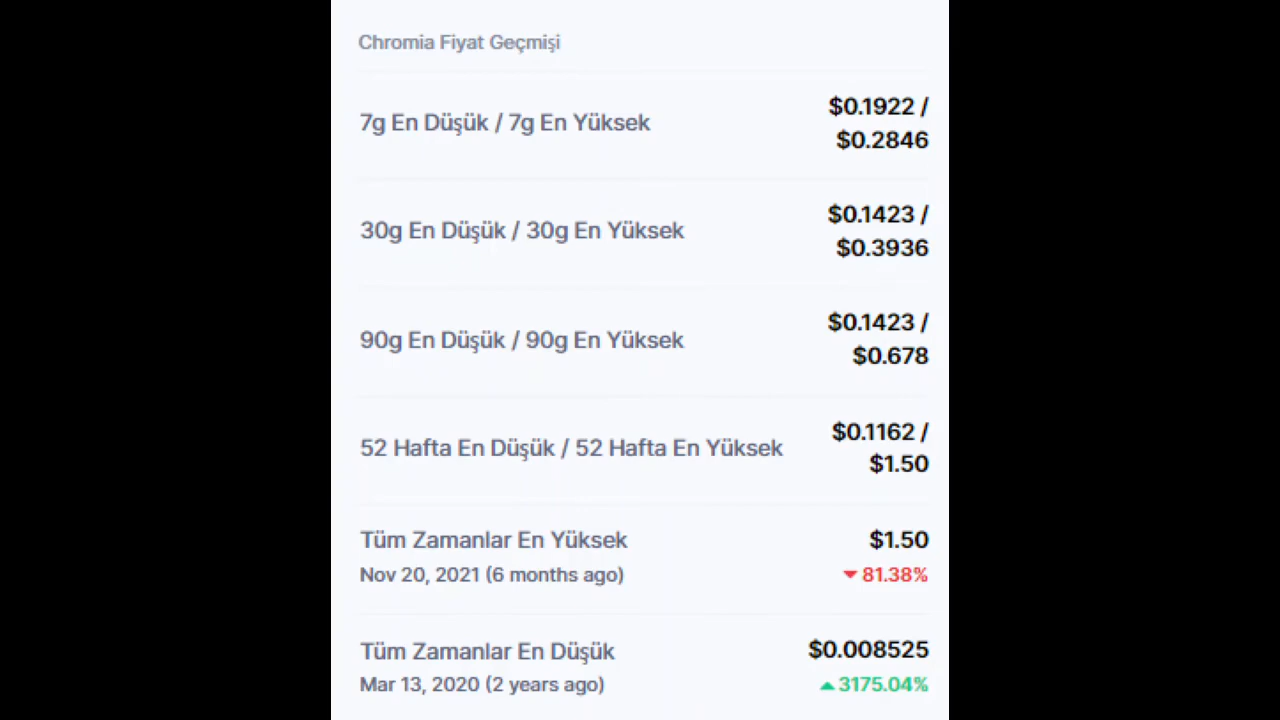 Chromia Fiyat Geçmişi
7g En Düşük / 7g En Yüksek
$0.1922 /
$0.2846
30g En Düşük / 30g En Yüksek
$0.1423 /
$0.3936
90g En Düşük / 90g En Yüksek
$0.1423 /
$0.678
52 Hafta En Düşük / 52 Hafta En Yüksek
$0.1162 /
$1.50
Tüm Zamanlar En Yüksek
$1.50
Nov 20, 2021 (6 months ago)
81.38%
Tüm Zamanlar En Düşük
$0.008525
Mar 13, 2020 (2 years ago)
3175.04%